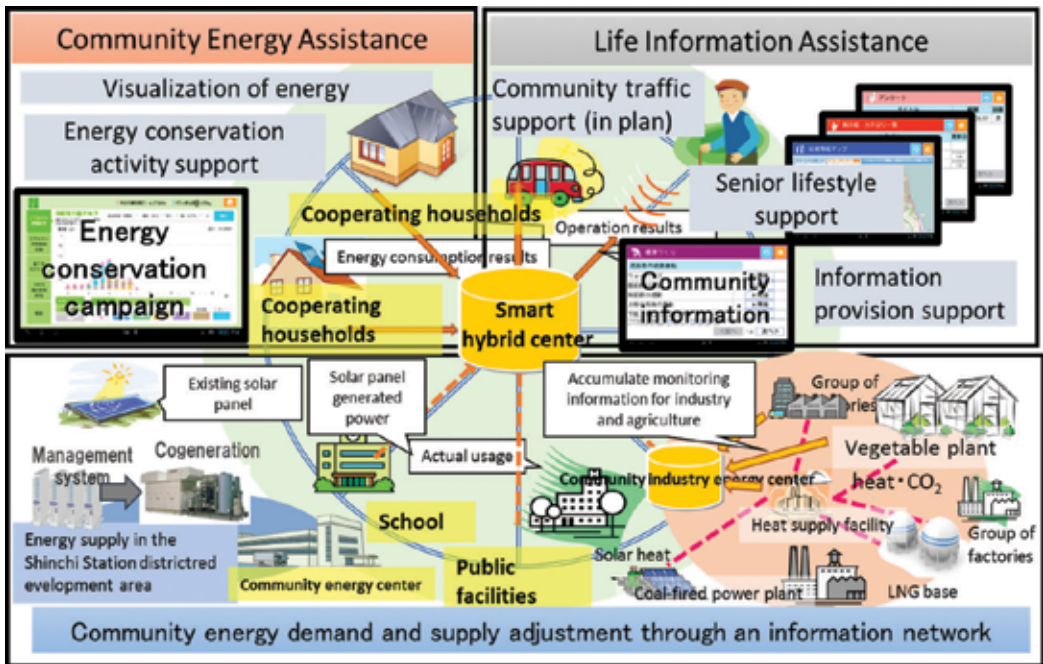 Community Energy Assistance
Visualization of energy
Energy conservation
activity support
Energy
conservation
campaign
Cooperating households
Energy consumption results
Cooperating
households
Life Information Assistance
Community traffic
support (in plan)
Senior lifestyle
support
Operation results
Community
information
Information
provision support
Smart
hybrid center
Existing solar
panel
Solar panel
generated
power
Accumulate monitoring
information for industry
and agriculture
Group of
Management
system
Cogeneration
Actual usage
Community Industry energy center
Vegetable plant
heat・CO₂
Heat supply facility
Group of
factories
School
Energy supply in the
Shinchi Station districtred
evelopment area
Community energy center
Public
facilities
Solar heat
Coal-fired power plant
LNG base
Community energy demand and supply adjustment through an information network